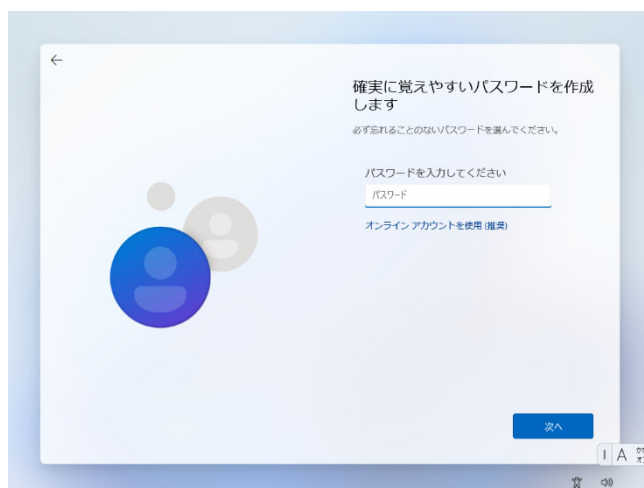 確実に覚えやすいパスワードを作成
します
必ず忘れることのないパスワードを選んでください。
パスワードを入力してください
パスワード
オンライン アカウントを使用 (推奨)
次へ
A